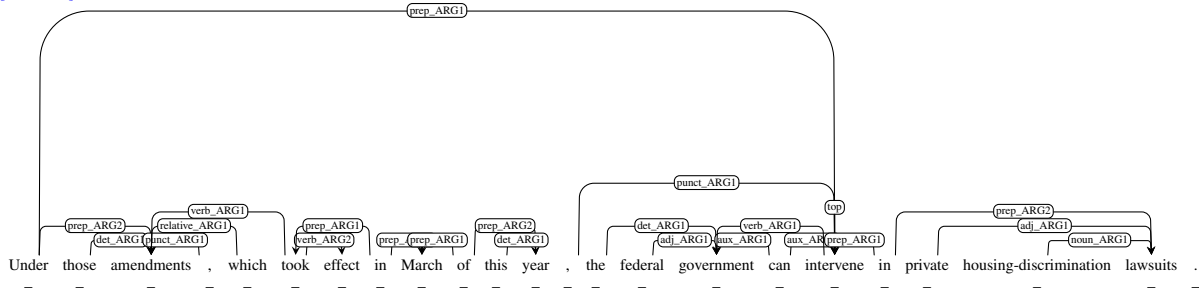 prep_ARG1
punct_ARG1
top
verb_ARG1 prep_ARG2
prep_ARG2 relative_ARG1 prep_ARG1 prep_ARG2 det_ARG1 verb_ARG1 adj_ARG1
det_ARG1 punct_ARG1 verb_ARG2 prep_ prep_ARG1 det_ARG1 adj_ARG1 aux_ARG1 aux_AR prep_ARG1 noun_ARG1
Under those amendments , which took effect in March of this year , the federal government can intervene in private housing-discrimination lawsuits .
_ _ _ _ _ _ _ _ _ _ _ _ _ _ _ _ _ _ _ _ _ _ _